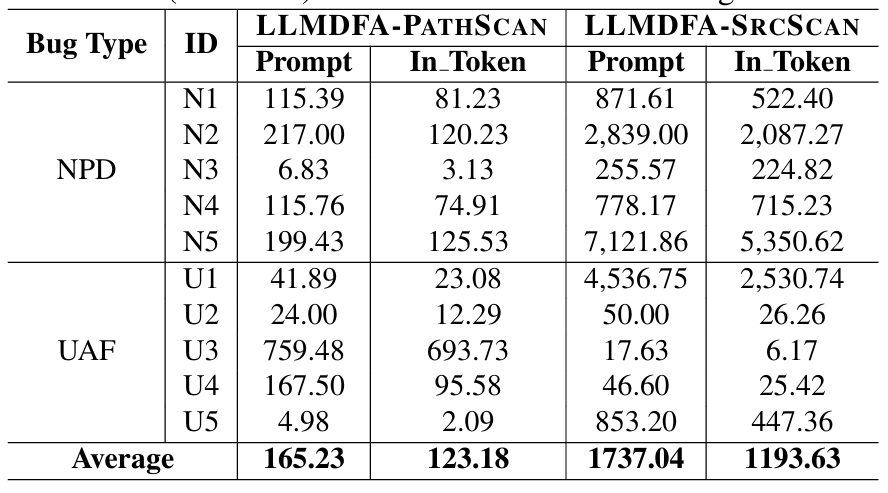 Bug Type ID LLMDFA-PATHSCAN LLMDFA-SRCSCAN
Prompt In_Token Prompt In_Token
N1 115.39 81.23 871.61 522.40
N2 217.00 120.23 2,839.00 2,087.27
NPD N3 6.83 3.13 255.57 224.82
N4 115.76 74.91 778.17 715.23
N5 199.43 125.53 7,121.86 5,350.62
U1 41.89 23.08 4,536.75 2,530.74
U2 24.00 12.29 50.00 26.26
UAF U3 759.48 693.73 17.63 6.17
U4 167.50 95.58 46.60 25.42
U5 4.98 2.09 853.20 447.36
Average 165.23 123.18 1737.04 1193.63